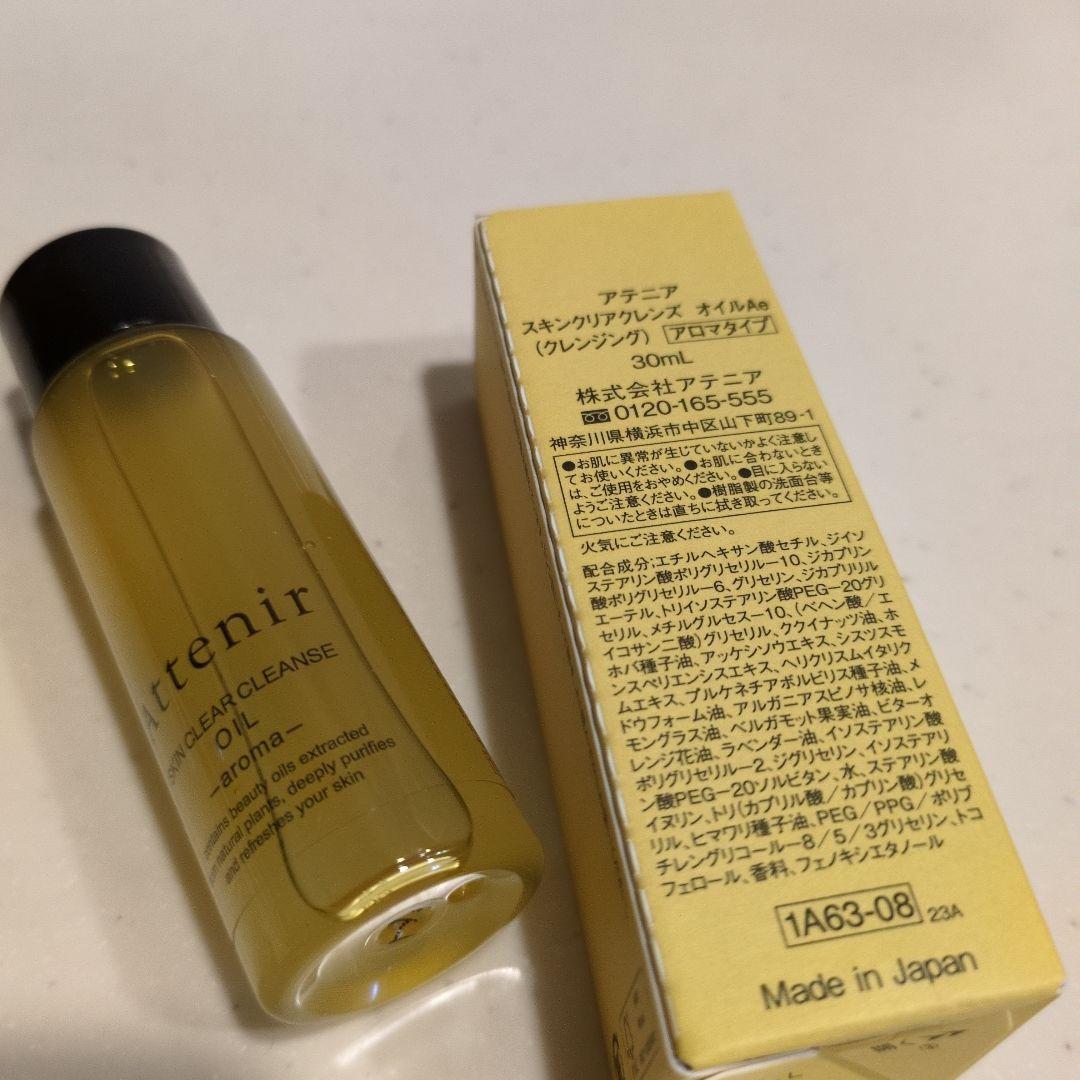 Attenir
SKIN CLEAR CLEANSE
OIL
–aroma–
beauty oils extracted
natural plants, deeply purifies
and refreshes your skin
アテニア
スキンクリアクレンズ オイルAe
(クレンジング) アロマタイプ
30mL
株式会社アテニア
0120-165-555
神奈川県横浜市中区山下町89-1
●お肌に異常が生じていないかよく注意し
てお使いください。●お肌に合わないとき
は、ご使用をおやめください。●目に入らない
ようご注意ください。●樹脂製の洗面台等
についたときは直ちに拭き取ってください。
火気にご注意ください。
配合成分;エチルヘキサン酸セチル、ジイソ
ステアリン酸ポリグリセリル－10、ジカプリン
酸ポリグリセリル－6、グリセリン、ジカプリリル
エーテル、トリイソステアリン酸PEG－20グリ
セリル、メチルグルセス－10、(ベヘン酸／エ
イコサン二酸)グリセリル、ククイナッツ油、ホ
ホバ種子油、アッケシソウエキス、シスツスモ
ンスペリエンシスエキス、ヘリクリスムイタリク
ムエキス、プルケネチアボルビリス種子油、メ
ドウフォーム油、アルガニアスピノサ核油、レ
モングラス油、ベルガモット果実油、ビターオ
レンジ花油、ラベンダー油、イソステアリン酸
ポリグリセリル－2、ジグリセリン、イソステアリ
ン酸PEG－20ソルビタン、水、ステアリン酸
イヌリン、トリ(カプリル酸／カプリン酸)グリセ
リル、ヒマワリ種子油、PEG／PPG／ポリブ
チレングリコール－8／5／3グリセリン、トコ
フェロール、香料、フェノキシエタノール
1A63-08 23A
Made in Japan